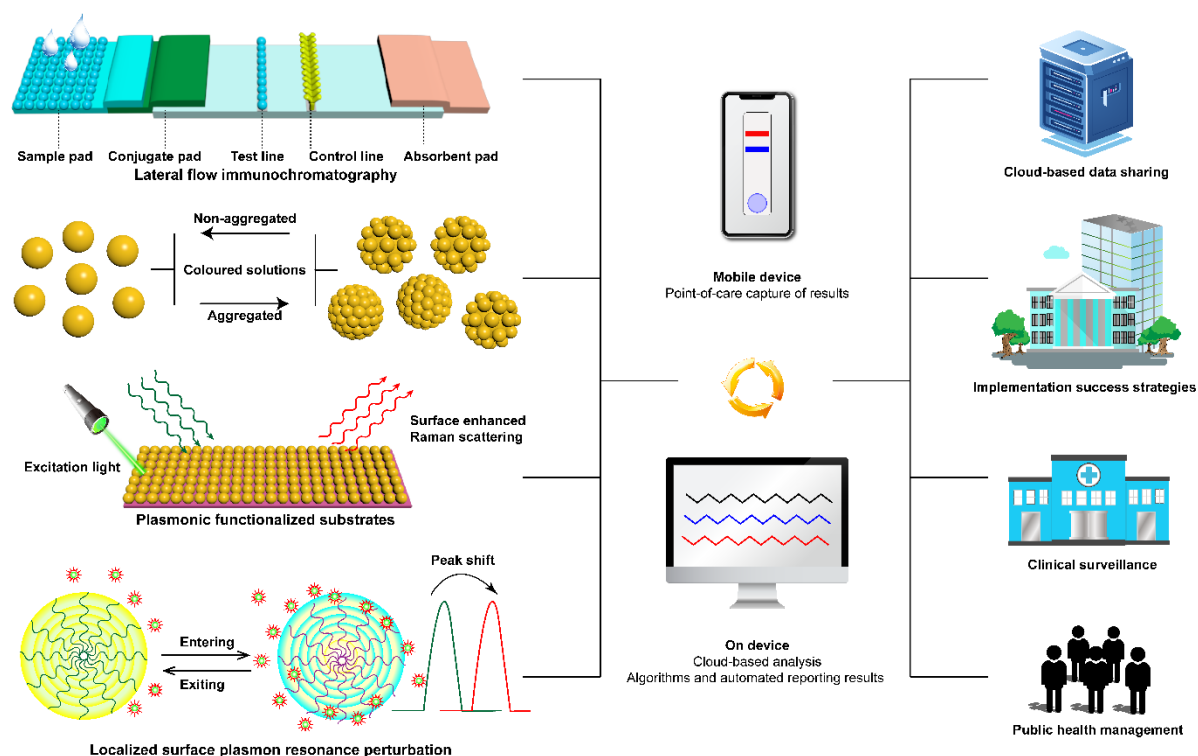 Sample pad
Conjugate pad
Test line
Control line
Absorbent pad
Lateral flow immunochromatography
Non-aggregated
Coloured solutions
Aggregated
Excitation light
Surface enhanced
Raman scattering
Plasmonic functionalized substrates
Peak shift
Entering
Exiting
Localized surface plasmon resonance perturbation
Mobile device
Point-of-care capture of results
On device
Cloud-based analysis
Algorithms and automated reporting results
Cloud-based data sharing
Implementation success strategies
Clinical surveillance
Public health management